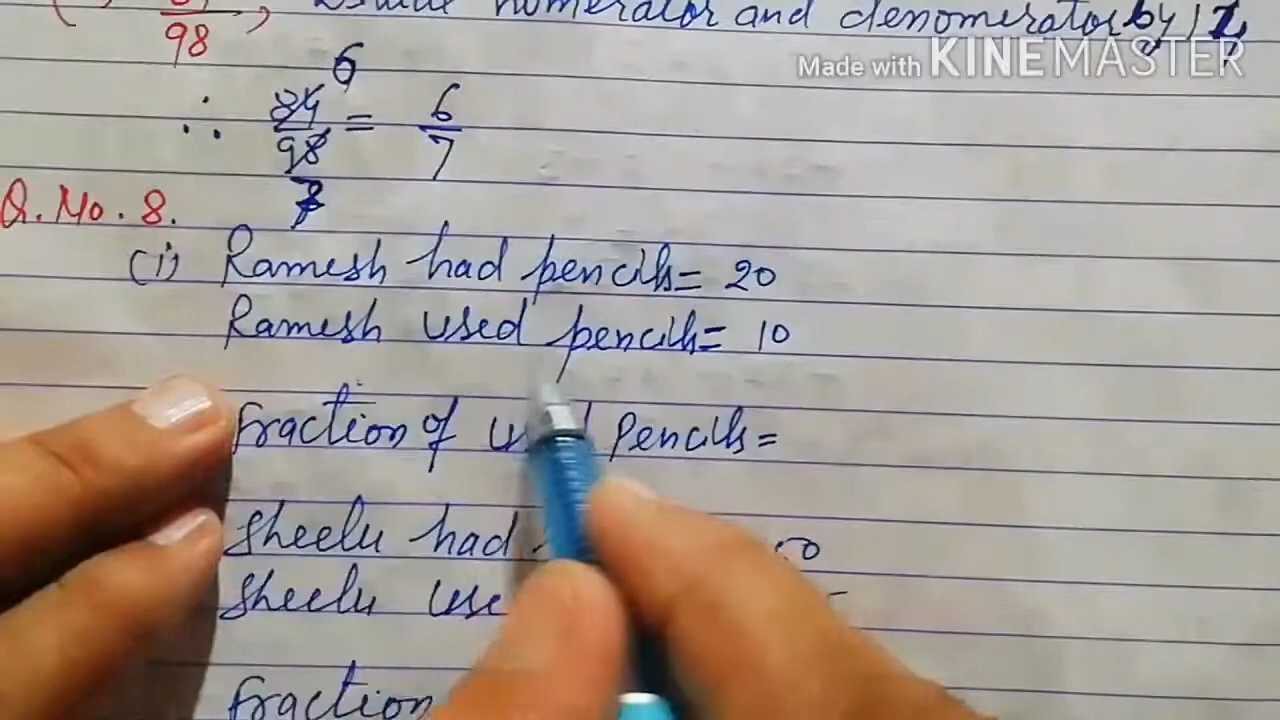 98 , numerator and denomerator by
Made with KINEMASTER
6
∴ 84/98 = 6/7
7
Q.No.8.
(i) Ramesh had pencils= 20
Ramesh used pencils= 10
fraction of used Pencils=
Sheelu had
Sheelu use
fraction